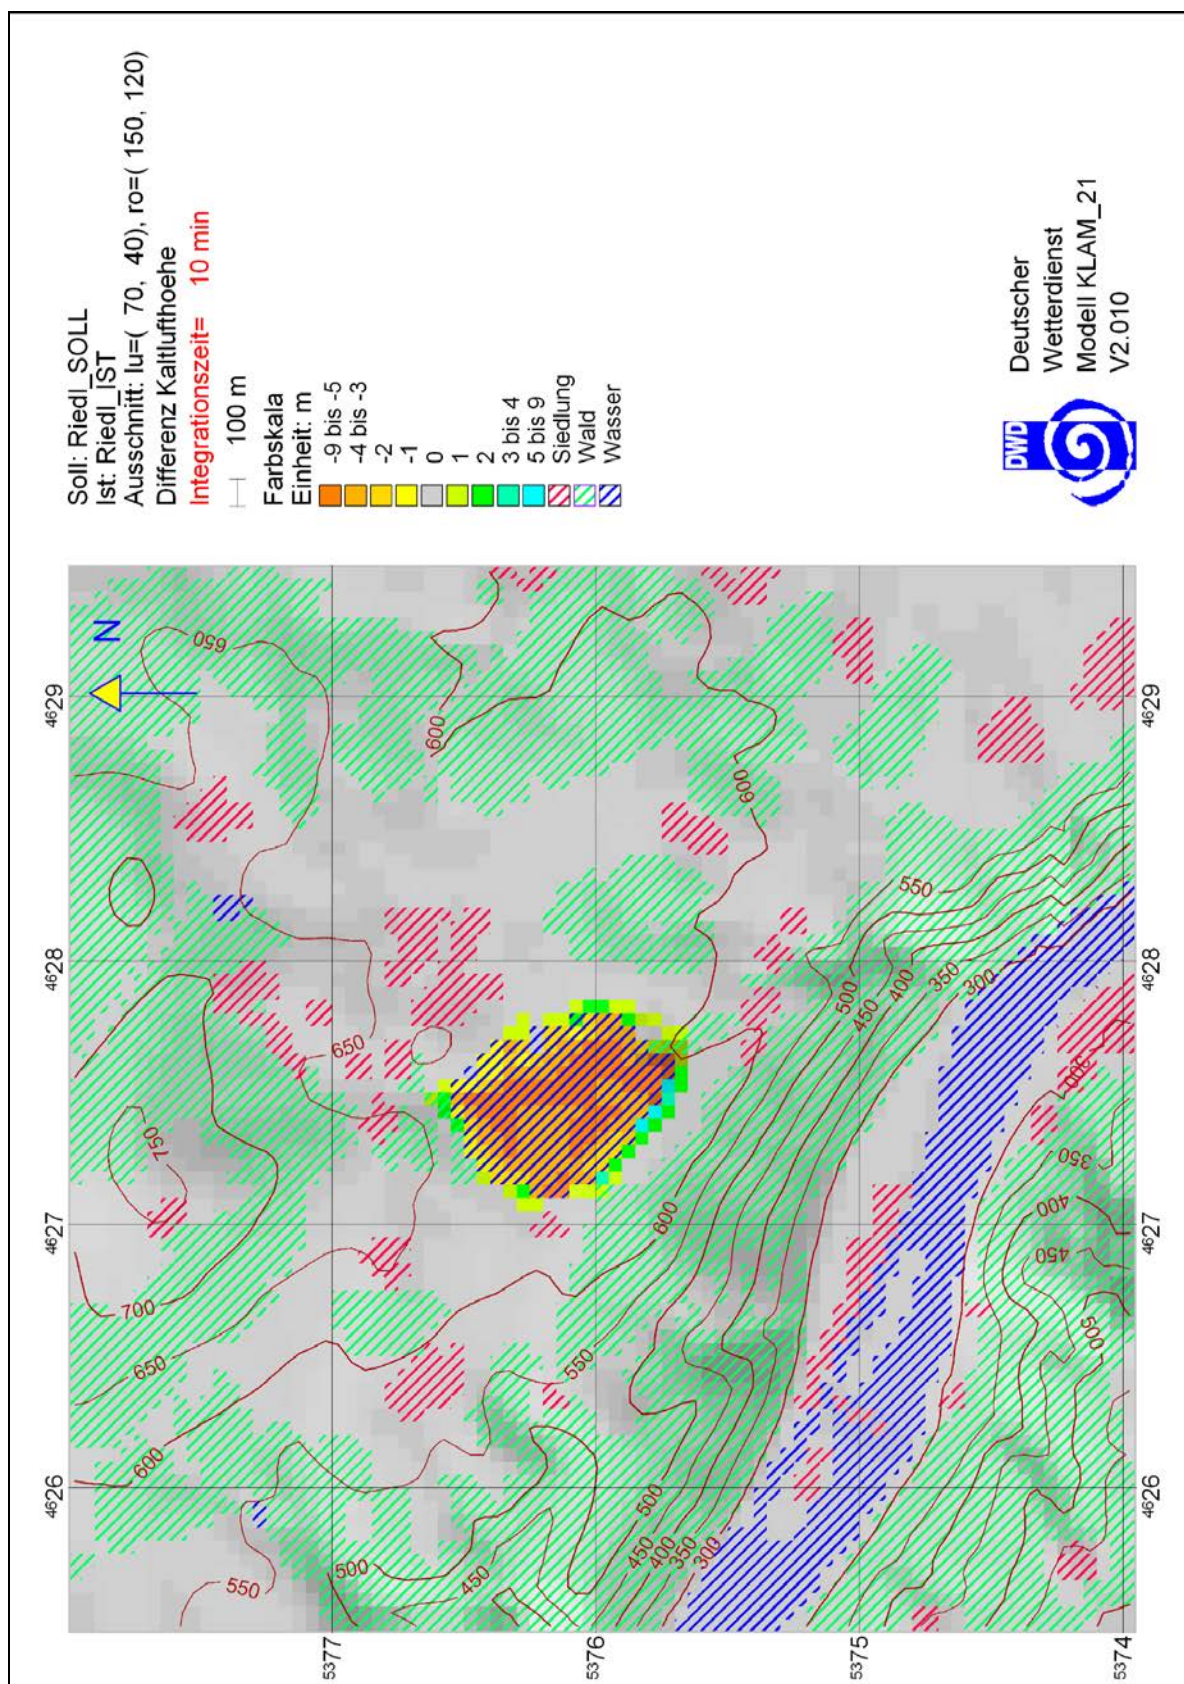 Soll: Riedl_SOLL
Ist: Riedl_IST
Ausschnitt: lu=( 70, 40), ro=( 150, 120)
Differenz Kaltlufthoehe
Integrationszeit= 10 min
100 m
Farbskala
Einheit: m
-9 bis -5
-4 bis -3
-2
-1
0
1
2
3 bis 4
5 bis 9
Siedlung
Wald
Wasser
DWD
Deutscher
Wetterdienst
Modell KLAM_21
V2.010
N
4629
4628
4627
4626
4629
4628
4627
4626
5377
5376
5375
5374
650
600
600
550
500
450
400
350
300
650
750
700
650
600
550
500
450
550
600
500
450
400
350
300
300
350
400
450
500